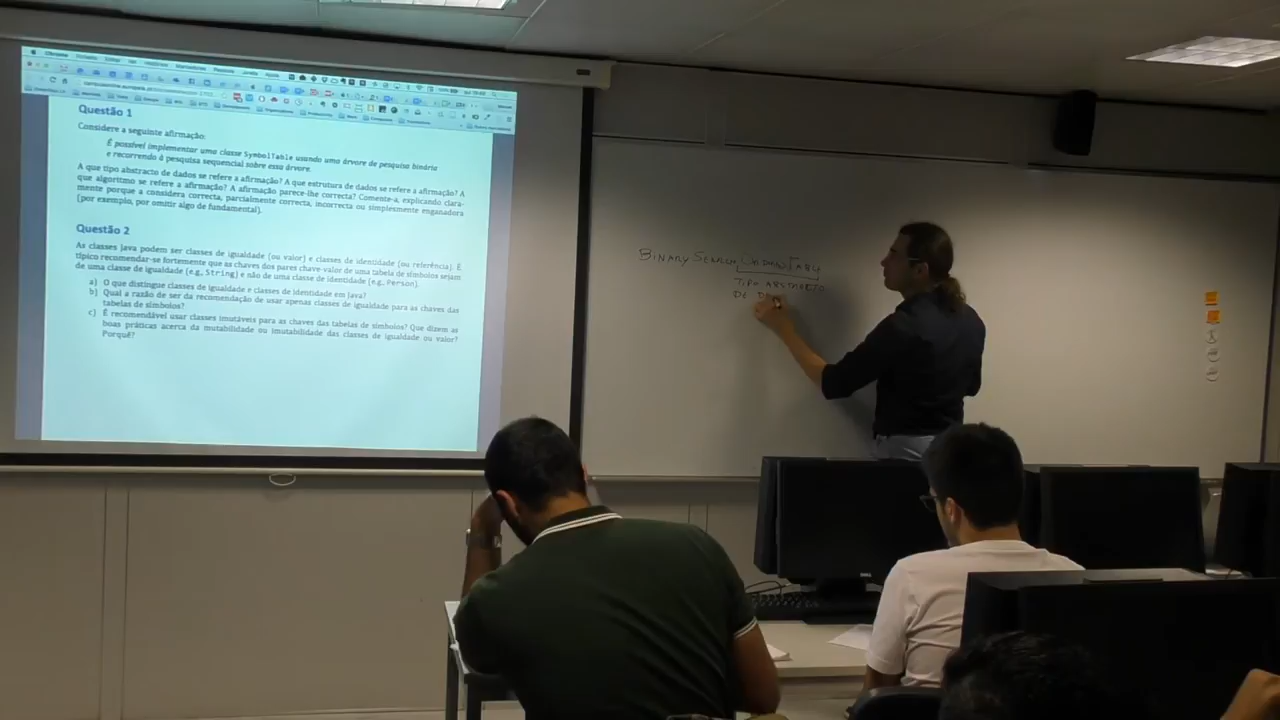 Questão 1
Considere a seguinte afirmação:
É possível implementar uma classe SymbolTable usando uma árvore de pesquisa binária
e recorrendo à pesquisa sequencial sobre essa árvore.
A que tipo abstracto de dados se refere a afirmação? A que estrutura de dados se refere a afirmação? A
que algoritmo se refere a afirmação? A afirmação parece-lhe correcta? Comente-a, explicando clara-
mente porque a considera correcta, parcialmente correcta, incorrecta ou simplesmente enganadora
(por exemplo, por omitir algo de fundamental).
Questão 2
As classes Java podem ser classes de igualdade (ou valor) e classes de identidade (ou referência). É
típico recomendar-se fortemente que as chaves dos pares chave-valor de uma tabela de símbolos sejam
de uma classe de igualdade (e.g., String) e não de uma classe de identidade (e.g., Person).
a) O que distingue classes de igualdade e classes de identidade em Java?
b) Qual a razão de ser da recomendação de usar apenas classes de igualdade para as chaves das
tabelas de símbolos?
c) É recomendável usar classes imutáveis para as chaves das tabelas de símbolos? Que dizem as
boas práticas acerca da mutabilidade ou imutabilidade das classes de igualdade ou valor?
Porquê?
BINARY SEARCH
TIPO ABSTRACTO
DE
DELL